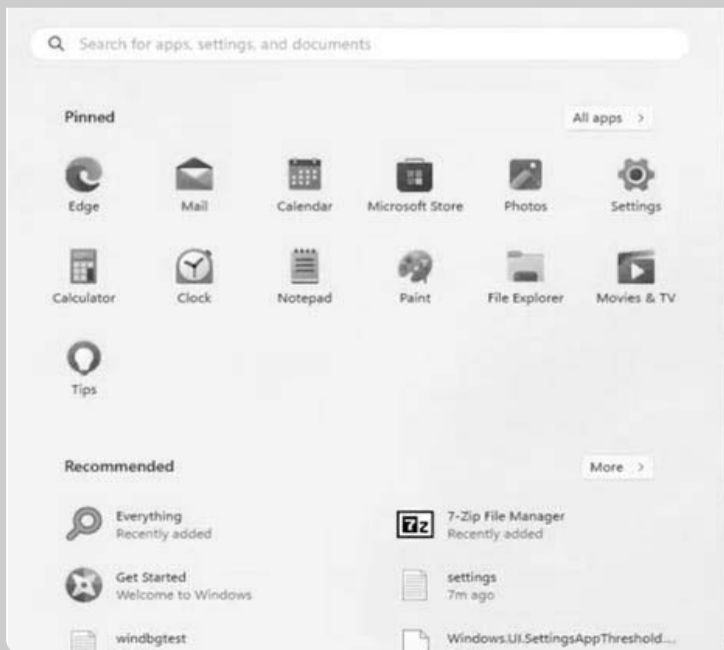 Search for apps, settings, and documents
Pinned
All apps >
Edge Mail Calendar Microsoft Store Photos Settings
Calculator Clock Notepad Paint File Explorer Movies & TV
Tips
Recommended
More >
Everything
Recently added
7z
7-Zip File Manager
Recently added
Get Started
Welcome to Windows
settings
7m ago
windbgtest
Windows.UI.SettingsAppThreshold...